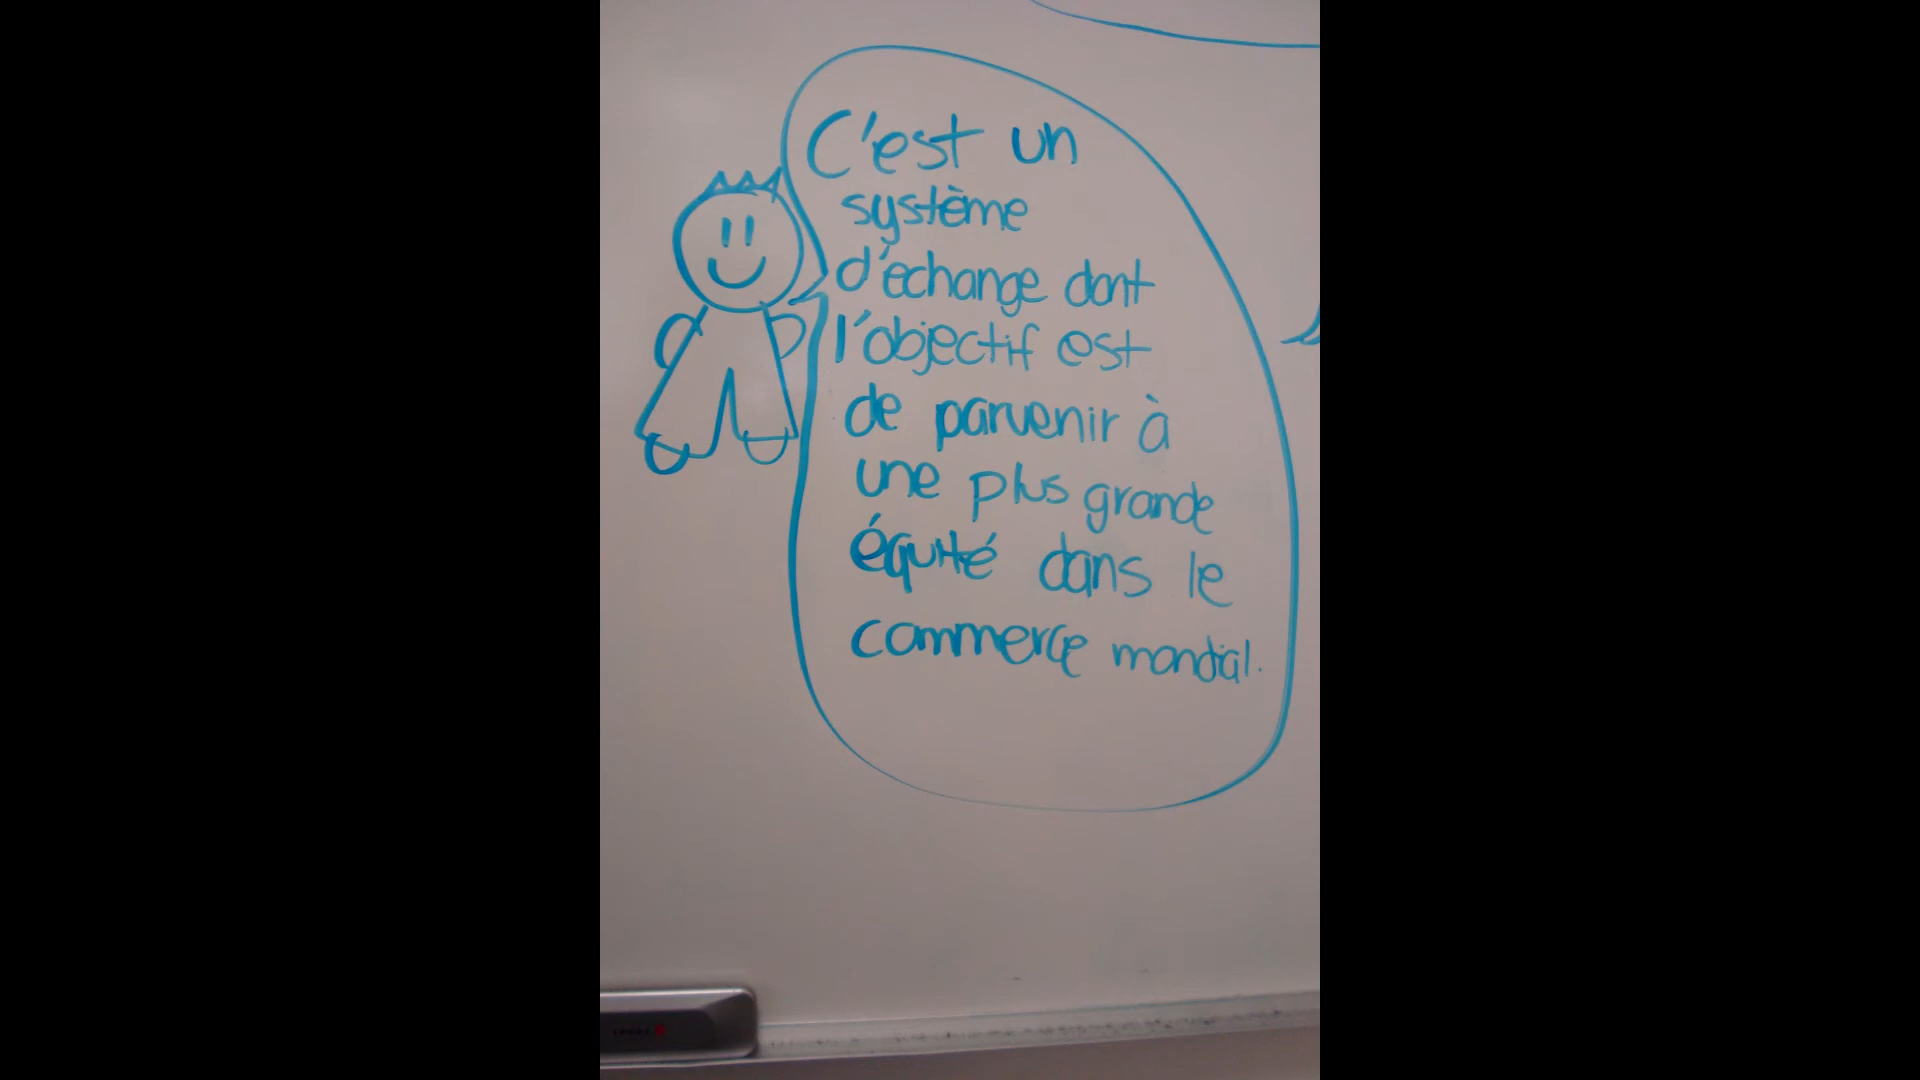 C'est un
système
d'échange dont
l'objectif est
de parvenir à
une plus grande
équité dans le
commerce mondial.